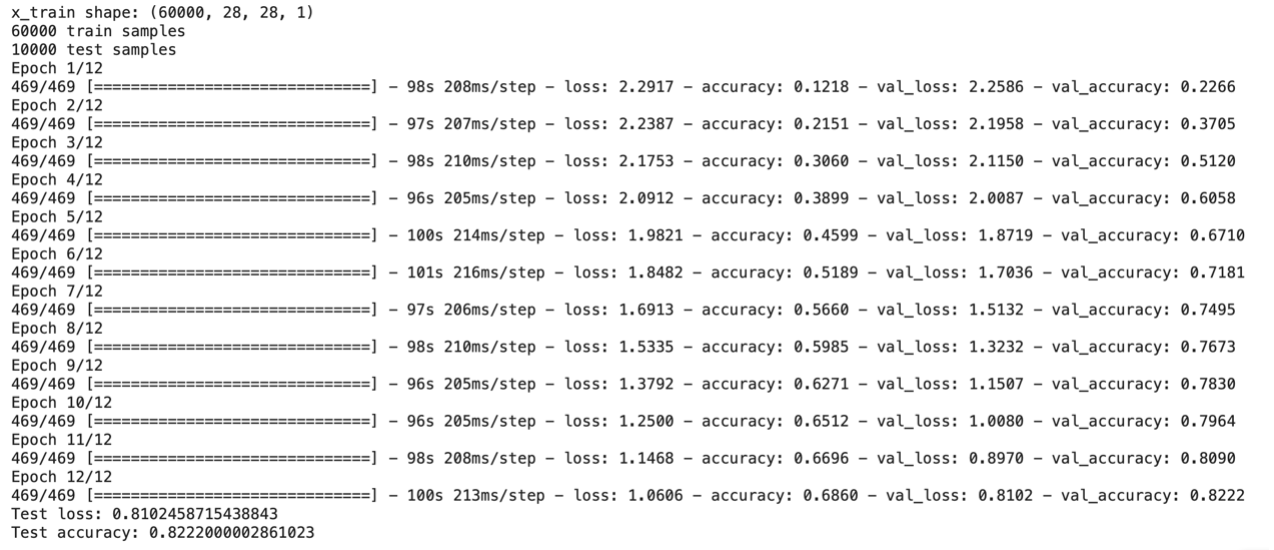 x_train shape: (60000, 28, 28, 1)
60000 train samples
10000 test samples
Epoch 1/12
469/469 [==============================] - 98s 208ms/step - loss: 2.2917 - accuracy: 0.1218 - val_loss: 2.2586 - val_accuracy: 0.2266
Epoch 2/12
469/469 [==============================] - 97s 207ms/step - loss: 2.2387 - accuracy: 0.2151 - val_loss: 2.1958 - val_accuracy: 0.3705
Epoch 3/12
469/469 [==============================] - 98s 210ms/step - loss: 2.1753 - accuracy: 0.3060 - val_loss: 2.1150 - val_accuracy: 0.5120
Epoch 4/12
469/469 [==============================] - 96s 205ms/step - loss: 2.0912 - accuracy: 0.3899 - val_loss: 2.0087 - val_accuracy: 0.6058
Epoch 5/12
469/469 [==============================] - 100s 214ms/step - loss: 1.9821 - accuracy: 0.4599 - val_loss: 1.8719 - val_accuracy: 0.6710
Epoch 6/12
469/469 [==============================] - 101s 216ms/step - loss: 1.8482 - accuracy: 0.5189 - val_loss: 1.7036 - val_accuracy: 0.7181
Epoch 7/12
469/469 [==============================] - 97s 206ms/step - loss: 1.6913 - accuracy: 0.5660 - val_loss: 1.5132 - val_accuracy: 0.7495
Epoch 8/12
469/469 [==============================] - 98s 210ms/step - loss: 1.5335 - accuracy: 0.5985 - val_loss: 1.3232 - val_accuracy: 0.7673
Epoch 9/12
469/469 [==============================] - 96s 205ms/step - loss: 1.3792 - accuracy: 0.6271 - val_loss: 1.1507 - val_accuracy: 0.7830
Epoch 10/12
469/469 [==============================] - 96s 205ms/step - loss: 1.2500 - accuracy: 0.6512 - val_loss: 1.0080 - val_accuracy: 0.7964
Epoch 11/12
469/469 [==============================] - 98s 208ms/step - loss: 1.1468 - accuracy: 0.6696 - val_loss: 0.8970 - val_accuracy: 0.8090
Epoch 12/12
469/469 [==============================] - 100s 213ms/step - loss: 1.0606 - accuracy: 0.6860 - val_loss: 0.8102 - val_accuracy: 0.8222
Test loss: 0.8102458715438843
Test accuracy: 0.8222000002861023